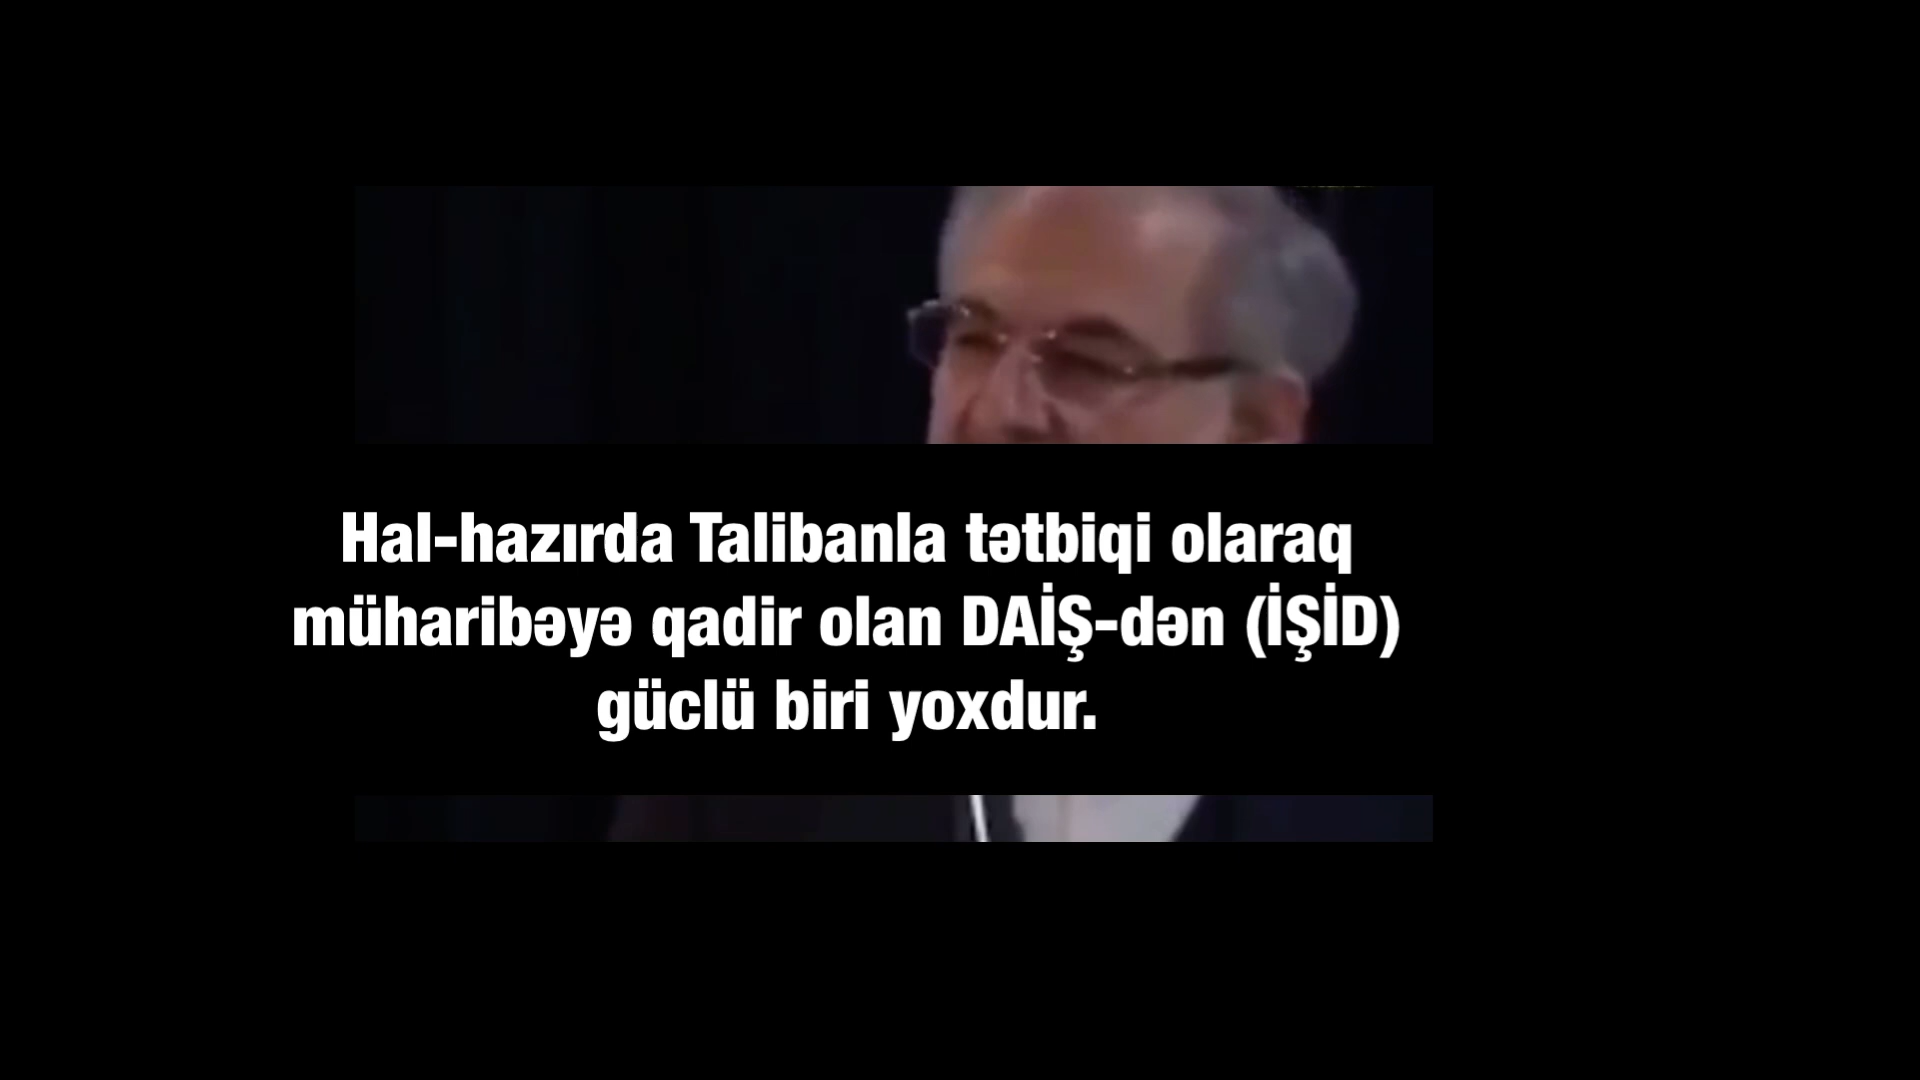 Hal-hazırda Talibanla tətbiqi olaraq
müharibəyə qadir olan DAİŞ-dən (İŞİD)
güclü biri yoxdur.